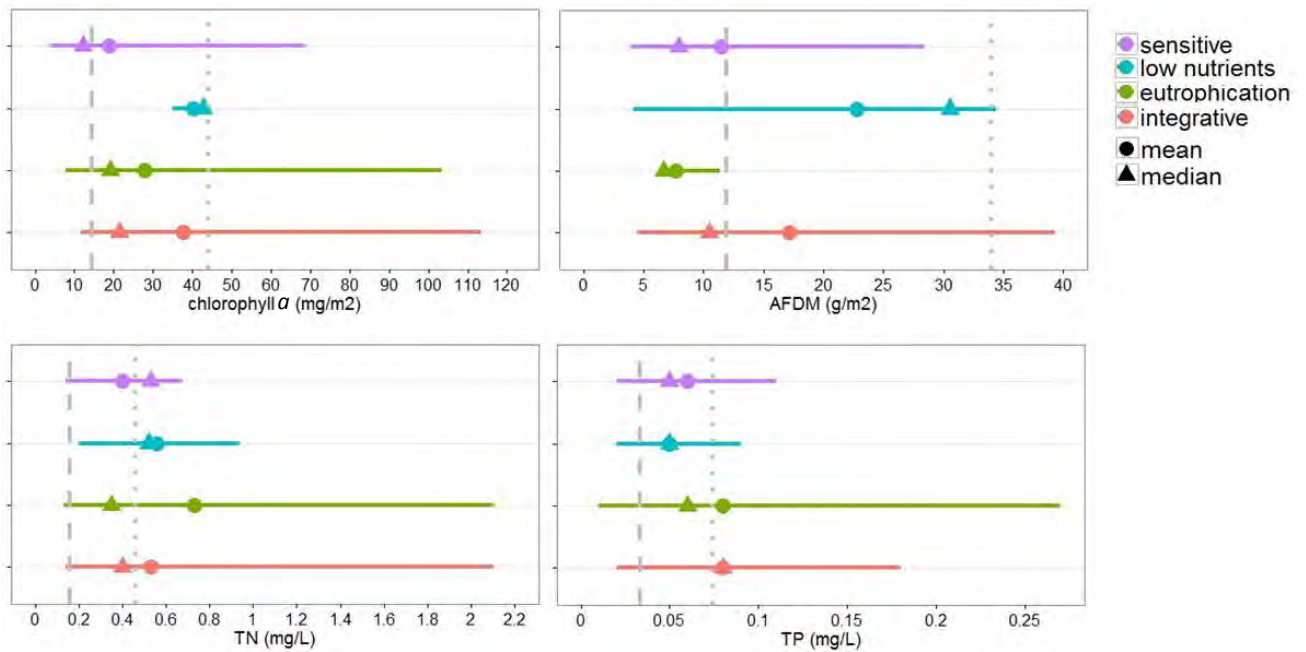 sensitive
low nutrients
eutrophication
integrative
mean
median
0 10 20 30 40 50 60 70 80 90 100 110 120
chlorophyll a (mg/m2)
0 5 10 15 20 25 30 35 40
AFDM (g/m2)
0 0.2 0.4 0.6 0.8 1 1.2 1.4 1.6 1.8 2 2.2
TN (mg/L)
0 0.05 0.1 0.15 0.2 0.25
TP (mg/L)